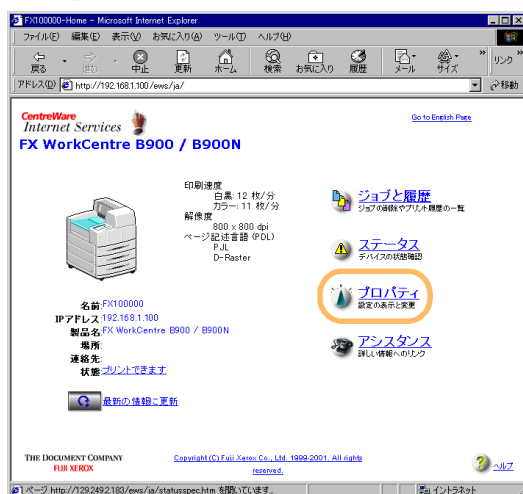 FX100000-Home - Microsoft Internet Explorer
ファイル(F) 編集(E) 表示(V) お気に入り(A) ツール(T) ヘルプ(H)
戻る 進む 中止 更新 ホーム 検索 お気に入り 履歴 メール サイズ » リンク »
アドレス(D) http://192.168.1.100/ews/ja/ 移動
CentreWare
Internet Services
Go to English Page
FX WorkCentre B900 / B900N
印刷速度
白黒: 12 枚/分
カラー: 11 枚/分
解像度
800 x 800 dpi
ページ記述言語 (PDL)
PJL
D-Raster
ジョブと履歴
ジョブの削除やプリント履歴の一覧
ステータス
デバイスの状態確認
プロパティ
設定の表示と変更
アシスタンス
詳しい情報へのリンク
名前:FX100000
IPアドレス:192.168.1.100
製品名:FX WorkCentre B900 / B900N
場所:
連絡先:
状態:プリントできます
最新の情報に更新
THE DOCUMENT COMPANY
FUJI XEROX
Copyright (C) Fuji Xerox Co., Ltd. 1999-2001. All rights
reserved.
ヘルプ
ページ http://129.249.2.183/ews/ja/statusspec.htm を開いています... イントラネット